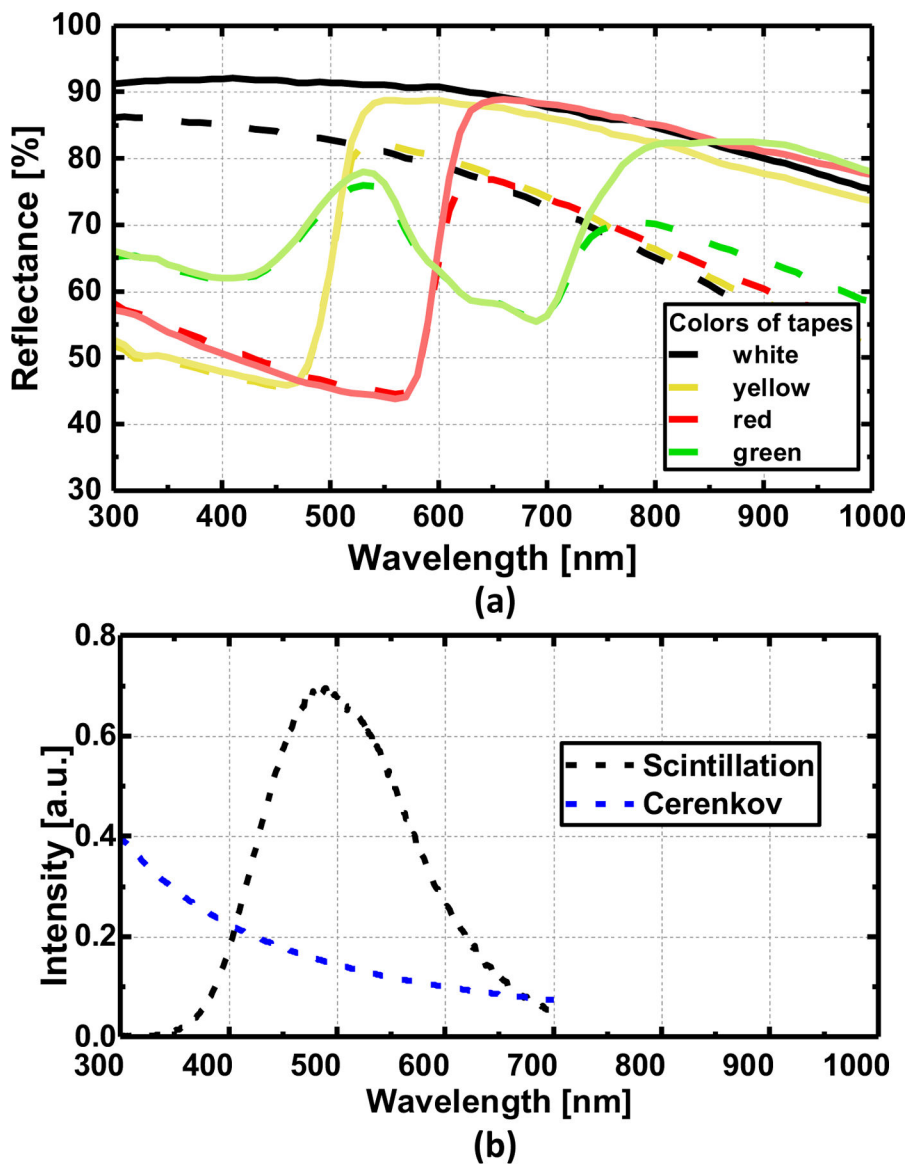 100
90
80
70
60
50
40
30
Reflectance [%]
Colors of tapes
white
yellow
red
green
300 400 500 600 700 800 900 1000
Wavelength [nm]
(a)
0.8
0.6
0.4
0.2
0.0
Intensity [a.u.]
Scintillation
Cerenkov
300 400 500 600 700 800 900 1000
Wavelength [nm]
(b)